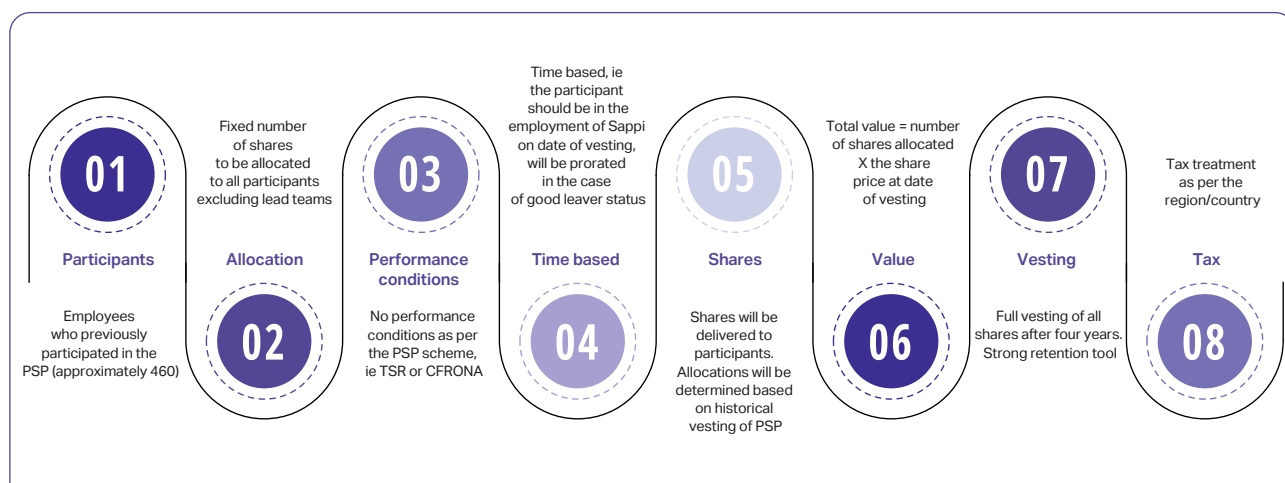 01
Participants
Employees
who previously
participated in the
PSP (approximately 460)
Fixed number
of shares
to be allocated
to all participants
excluding lead teams
Allocation
02
03
Performance
conditions
No performance
conditions as per
the PSP scheme,
ie TSR or CFRONA
Time based, ie
the participant
should be in the
employment of Sappi
on date of vesting,
will be prorated
in the case
of good leaver status
Time based
04
05
Shares
Shares will be
delivered to
participants.
Allocations will be
determined based
on historical
vesting of PSP
Total value = number
of shares allocated
X the share
price at date
of vesting
Value
06
07
Vesting
Full vesting of all
shares after four years.
Strong retention tool
Tax treatment
as per the
region/country
Tax
08